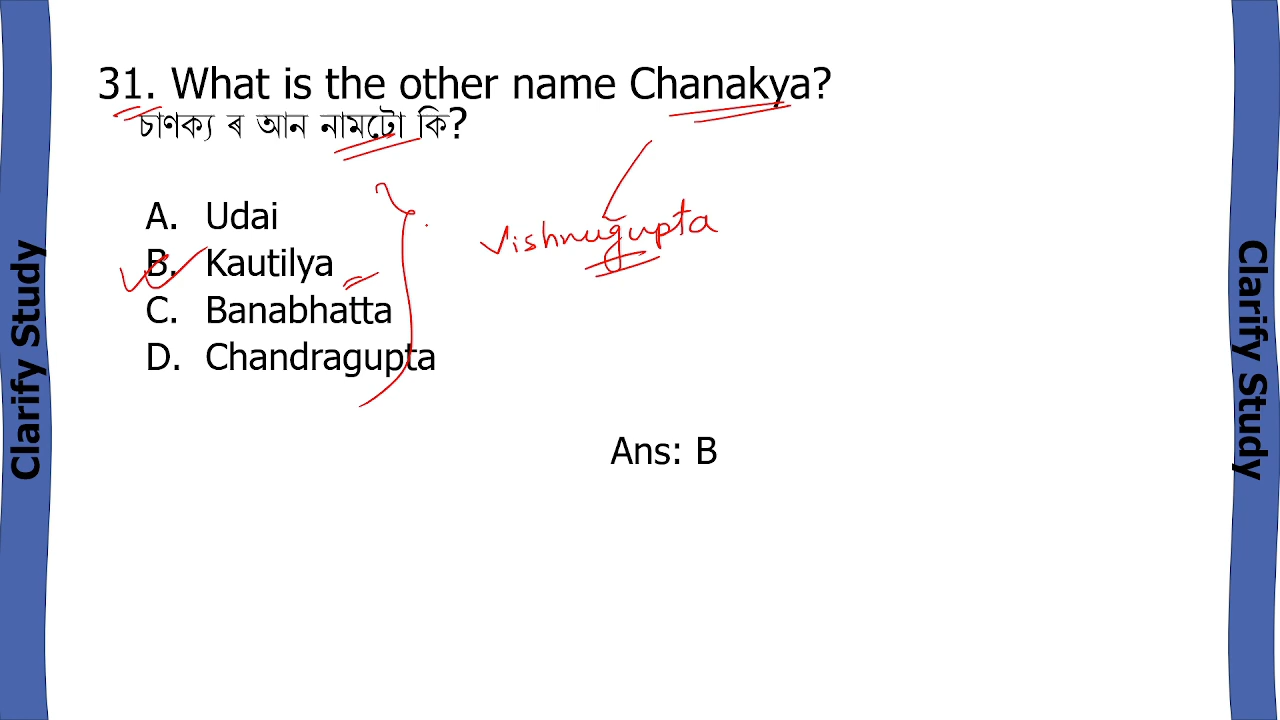 31. What is the other name Chanakya?
চাণক্য ৰ আন নামটো কি?
A. Udai
B. Kautilya
C. Banabhatta
D. Chandragupta
Vishnugupta
Ans: B
Clarify Study
Clarify Study